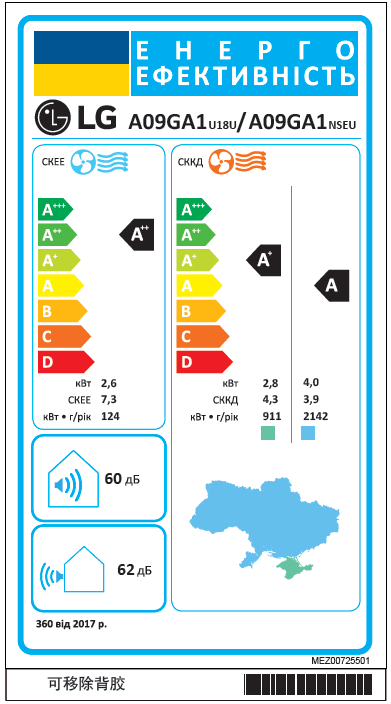 ЕНЕРГО
ЕФЕКТИВНІСТЬ
LG A09GA1U18U/A09GA1NSEU
СКЕЕ
СККД
A+++
A++
A+
A
B
C
D
A++
A+++
A++
A+
A
B
C
D
A+
A
кВт 2,6
СКЕЕ 7,3
кВт • г/рік 124
кВт 2,8 4,0
СККД 4,3 3,9
кВт • г/рік 911 2142
60 дБ
62 дБ
360 від 2017 р.
MEZ00725501
可移除背胶